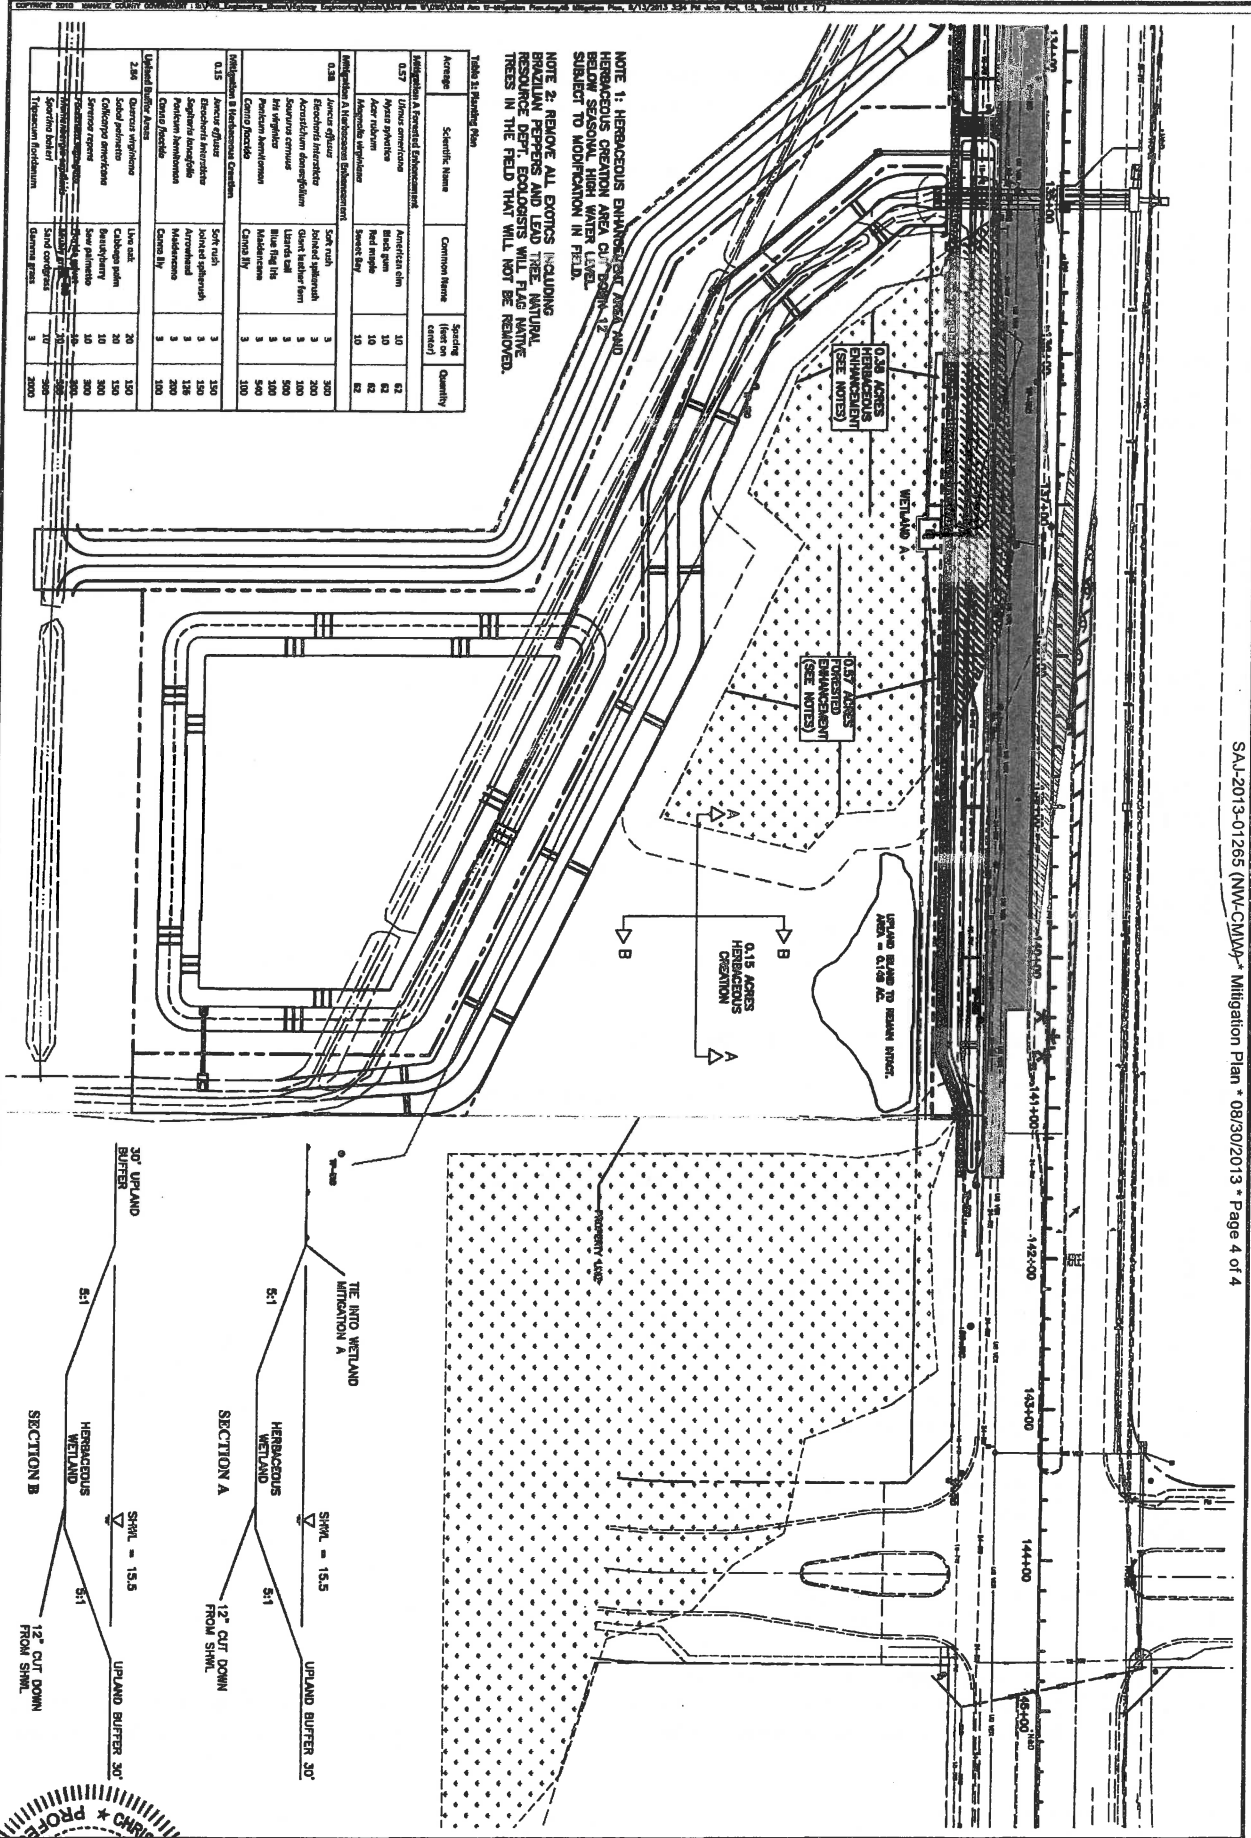 SAJ-2013-01265 (NW-CMW)* Mitigation Plan * 08/30/2013 * Page 4 of 4
134+00
135+00
136+00
137+00
140+00
141+00
142+00
143+00
144+00
145+00
WETLAND A
0.38 ACRES
HERBACEOUS
ENHANCEMENT
(SEE NOTES)
0.57 ACRES
FORESTED
ENHANCEMENT
(SEE NOTES)
UPLAND ISLAND TO REMAIN INTACT.
0.15 ACRES
HERBACEOUS
CREATION
A
A
B
B
PROPERTY LINE
NOTE 1: HERBACEOUS ENHANCEMENT AREA AND
HERBACEOUS CREATION AREA CUT DOWN 12"
BELOW SEASONAL HIGH WATER LEVEL.
SUBJECT TO MODIFICATION IN FIELD.
NOTE 2: REMOVE ALL EXOTICS INCLUDING
BRAZILIAN PEPPERS AND LEAD TREE. NATURAL
RESOURCE DEPT. ECOLOGISTS WILL FLAG NATIVE
TREES IN THE FIELD THAT WILL NOT BE REMOVED.
Table 1: Planting Plan
Acreage Scientific Name Common Name Spacing (feet on center) Quantity
Mitigation A Forested Enhancement
0.57 Ulmus americana American elm 10 62
Nyssa sylvatica Black gum 10 62
Acer rubrum Red maple 10 62
Magnolia virginiana Sweet Bay 10 62
Mitigation A Herbaceous Enhancement
0.38 Juncus effusus Soft rush 3 300
Eleocharis interstincta Jointed spikerush 3 200
Acrostichum danaeifolium Giant leather fern 3 100
Saururus cernuus Lizards tail 3 500
Iris virginica Blue flag iris 3 100
Panicum hemitomon Maidencane 3 540
Canna flaccida Canna lily 3 100
Mitigation B Herbaceous Creation
0.15 Juncus effusus Soft rush 3 150
Eleocharis interstincta Jointed spikerush 3 150
Sagittaria lancifolia Arrowhead 3 126
Panicum hemitomon Maidencane 3 200
Canna flaccida Canna lily 3 100
Upland Buffer Areas
2.84 Quercus virginiana Live oak 20 150
Sabal palmetto Cabbage palm 20 150
Callicarpa americana Beautyberry 10 300
Serenoa repens Saw palmetto 10 300
Spartina bakeri Sand cordgrass 10
Tripsacum floridanum Gamma grass 3 2000
TIE INTO WETLAND
MITIGATION A
SHWL = 15.5
UPLAND BUFFER 30'
5:1
HERBACEOUS
WETLAND
5:1
12" CUT DOWN
FROM SHWL
SECTION A
30' UPLAND
BUFFER
SHWL = 15.5
UPLAND BUFFER 30'
5:1
HERBACEOUS
WETLAND
5:1
12" CUT DOWN
FROM SHWL
SECTION B
CHRIS
PROFE